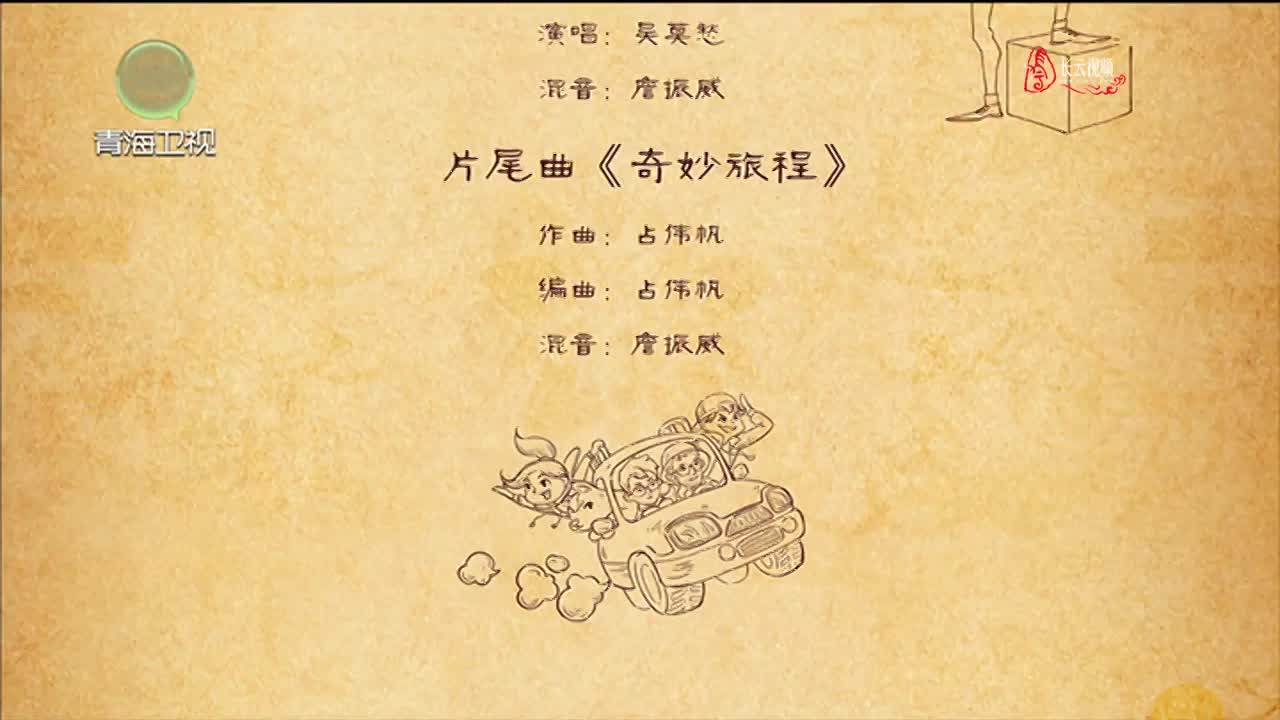 演唱：吴莫愁
混音：詹振威
青海卫视
长云视频
片尾曲《奇妙旅程》
作曲：占伟帆
编曲：占伟帆
混音：詹振威